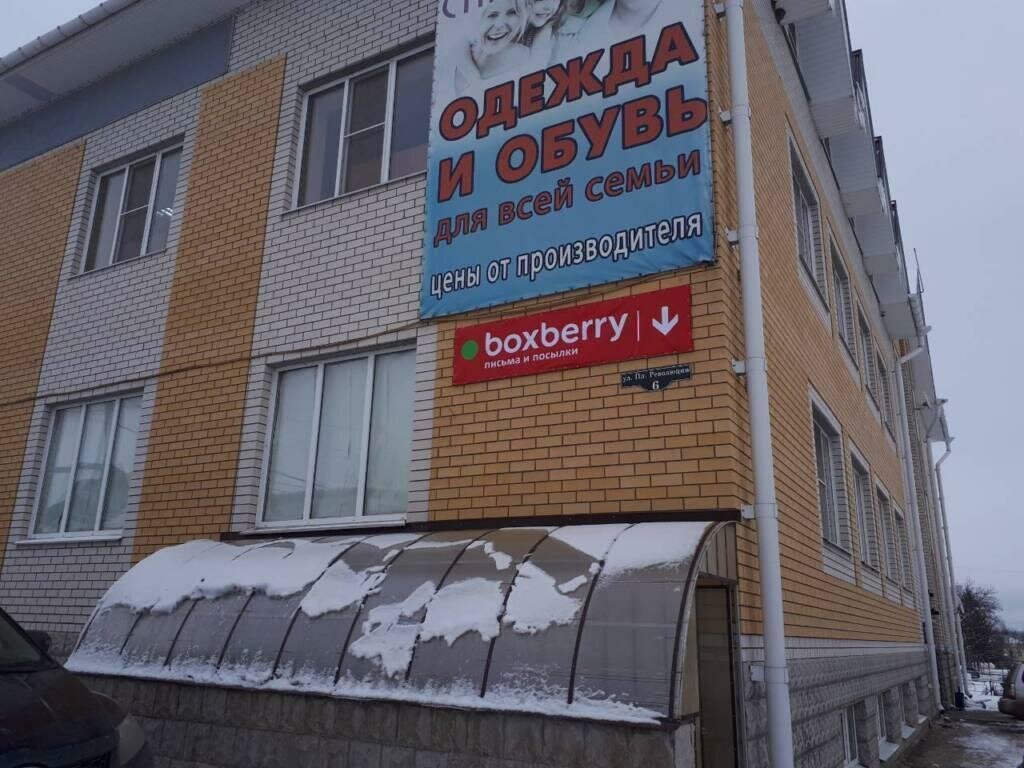 ОДЕЖДА
И ОБУВЬ
для всей семьи
цены от производителя
boxberry
письма и посылки
ул. Пл. Революции
6